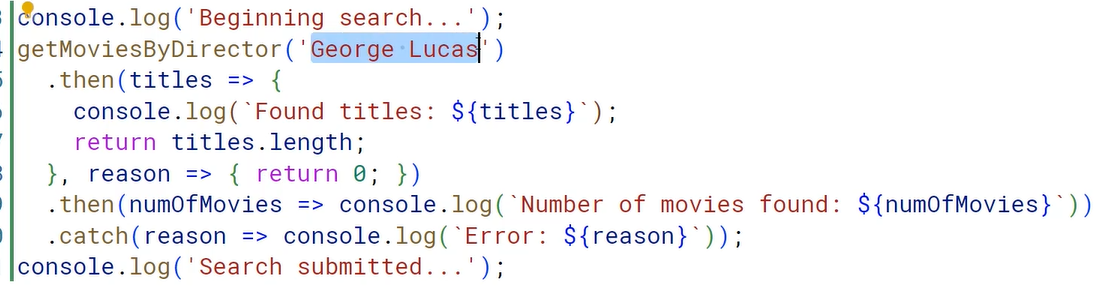 console.log('Beginning search...');
getMoviesByDirector('George Lucas')
  .then(titles => {
    console.log(`Found titles: ${titles}`);
    return titles.length;
  }, reason => { return 0; })
  .then(numOfMovies => console.log(`Number of movies found: ${numOfMovies}`))
  .catch(reason => console.log(`Error: ${reason}`));
console.log('Search submitted...');